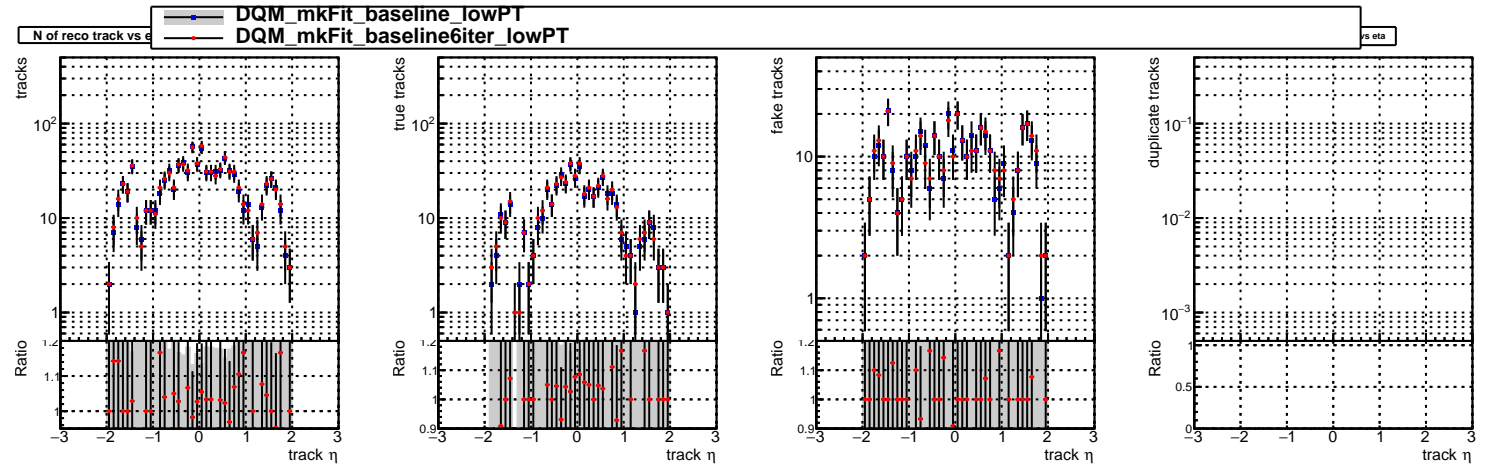 DQM_mkFit_baseline_lowPT
DQM_mkFit_baseline6iter_lowPT
N of reco track vs e
vs eta
tracks
10²
10
1
Ratio
1.2
1.1
1
−3 −2 −1 0 1 2 3
track η
true tracks
10²
10
1
Ratio
1.2
1.1
1
0.9
−3 −2 −1 0 1 2 3
track η
fake tracks
10
1
Ratio
1.2
1.1
1
0.9
−3 −2 −1 0 1 2 3
track η
duplicate tracks
10⁻¹
10⁻²
10⁻³
Ratio
1
0.5
0
−3 −2 −1 0 1 2 3
track η